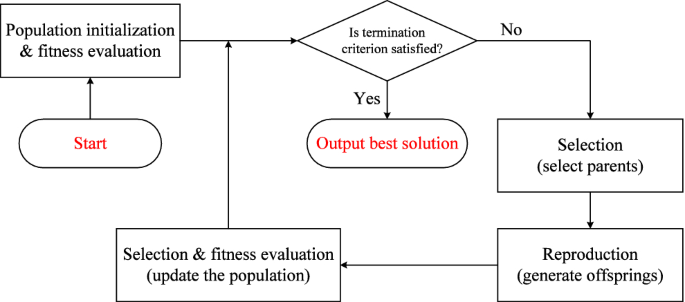 Population initialization
& fitness evaluation
Is termination
criterion satisfied?
No
Yes
Start
Output best solution
Selection
(select parents)
Selection & fitness evaluation
(update the population)
Reproduction
(generate offsprings)